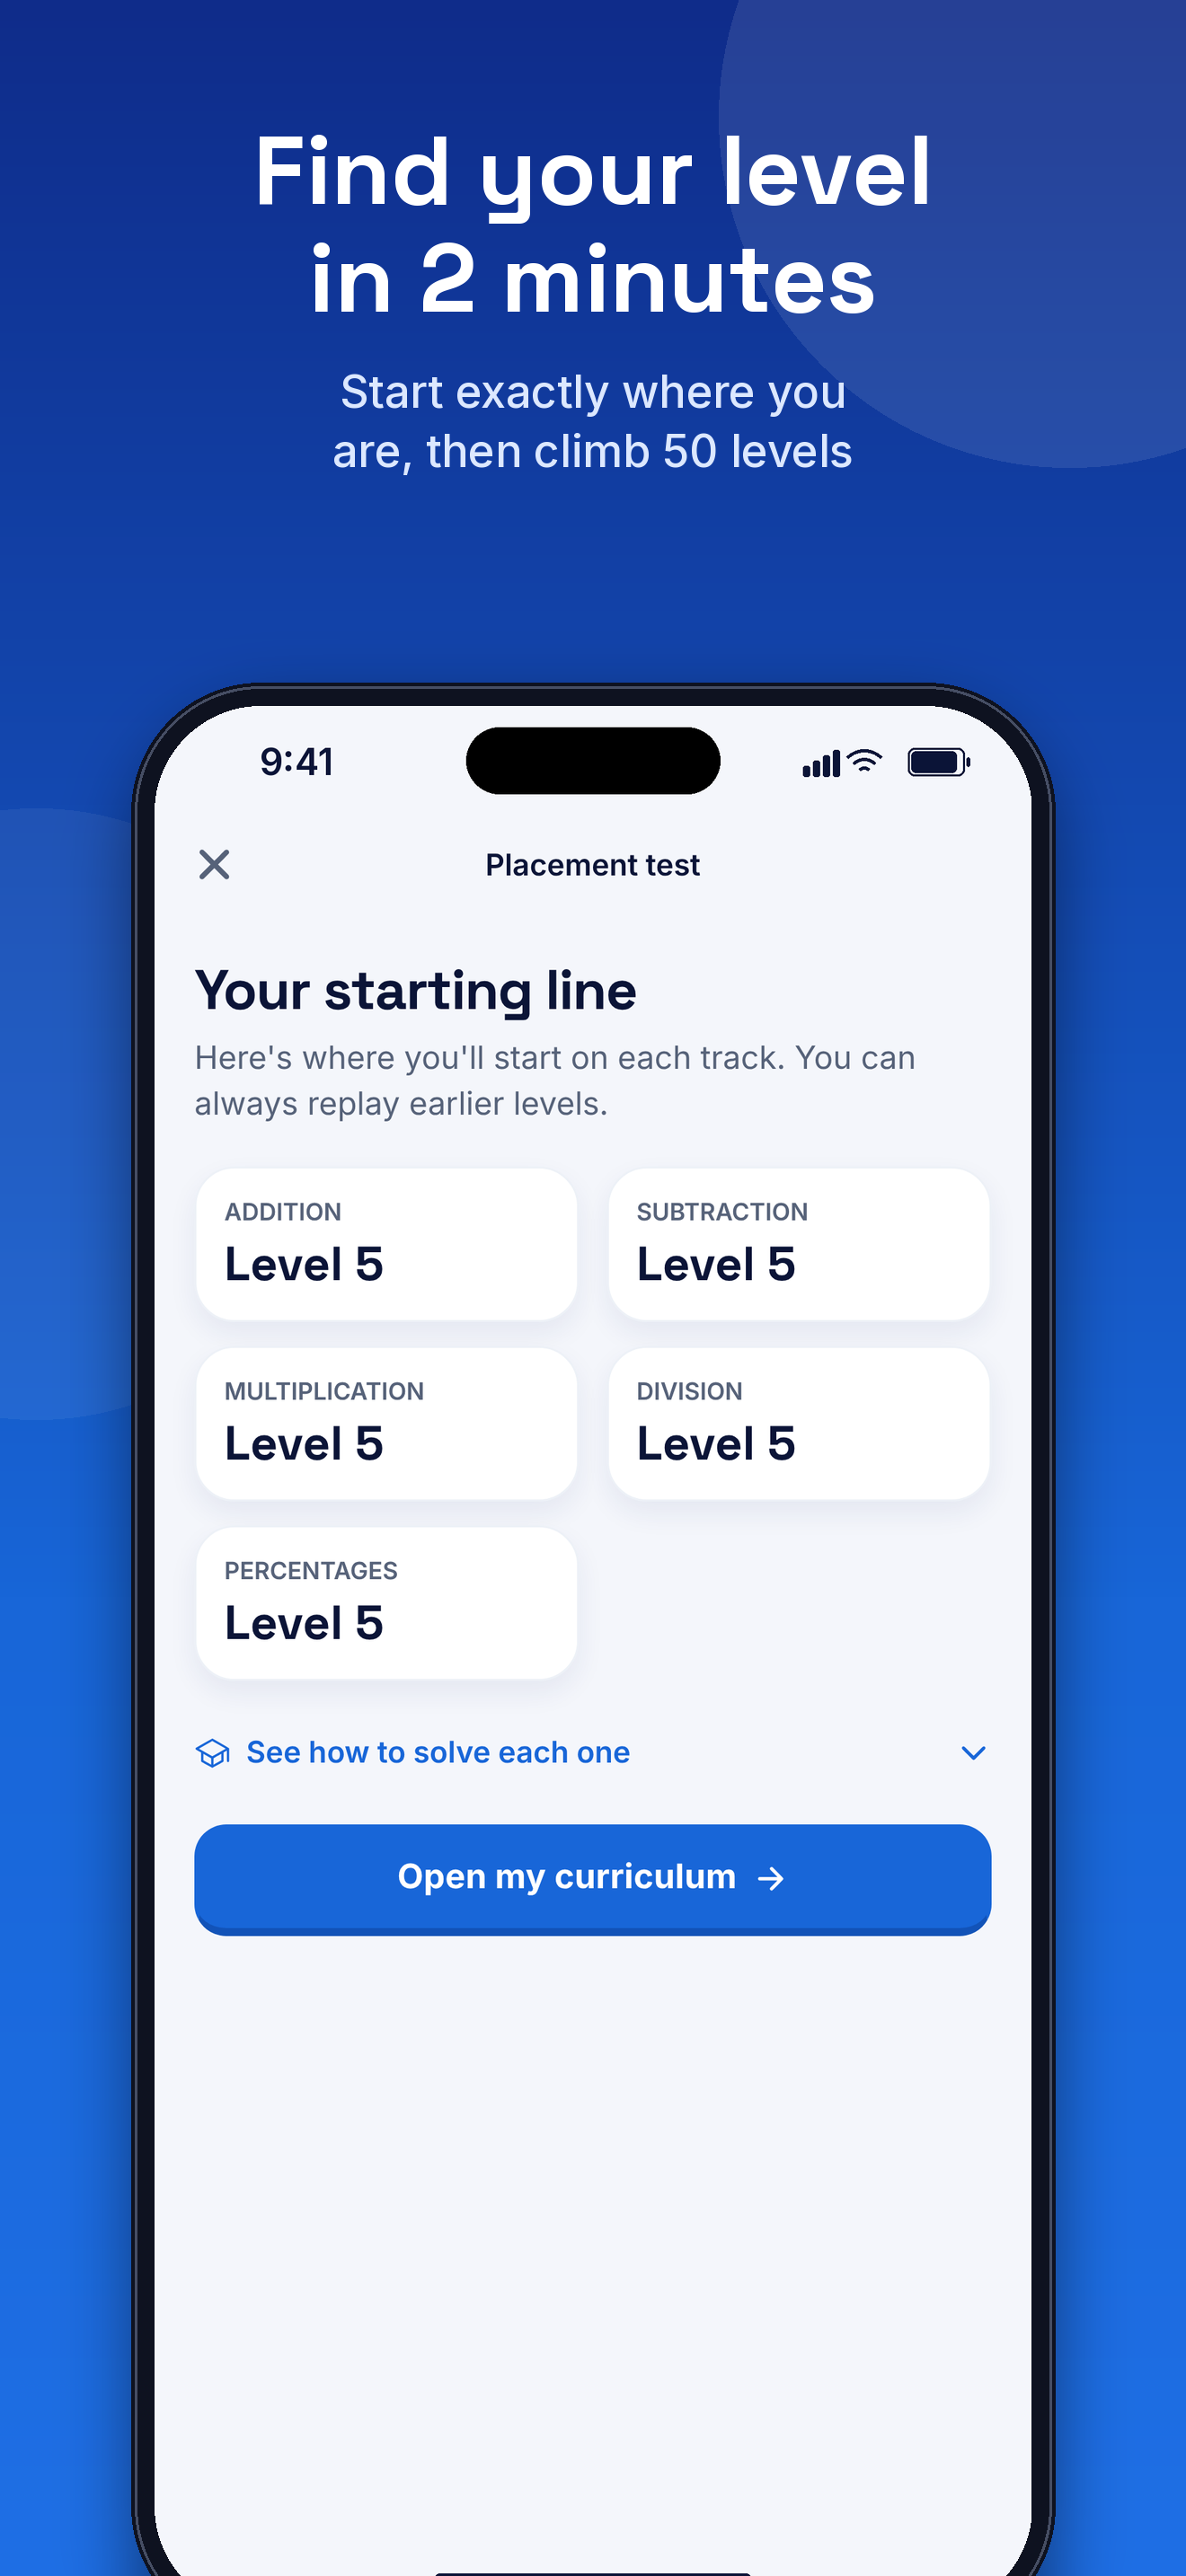 Find your level
in 2 minutes
Start exactly where you
are, then climb 50 levels
9:41
Placement test
Your starting line
Here's where you'll start on each track. You can
always replay earlier levels.
ADDITION
Level 5
SUBTRACTION
Level 5
MULTIPLICATION
Level 5
DIVISION
Level 5
PERCENTAGES
Level 5
See how to solve each one
Open my curriculum →